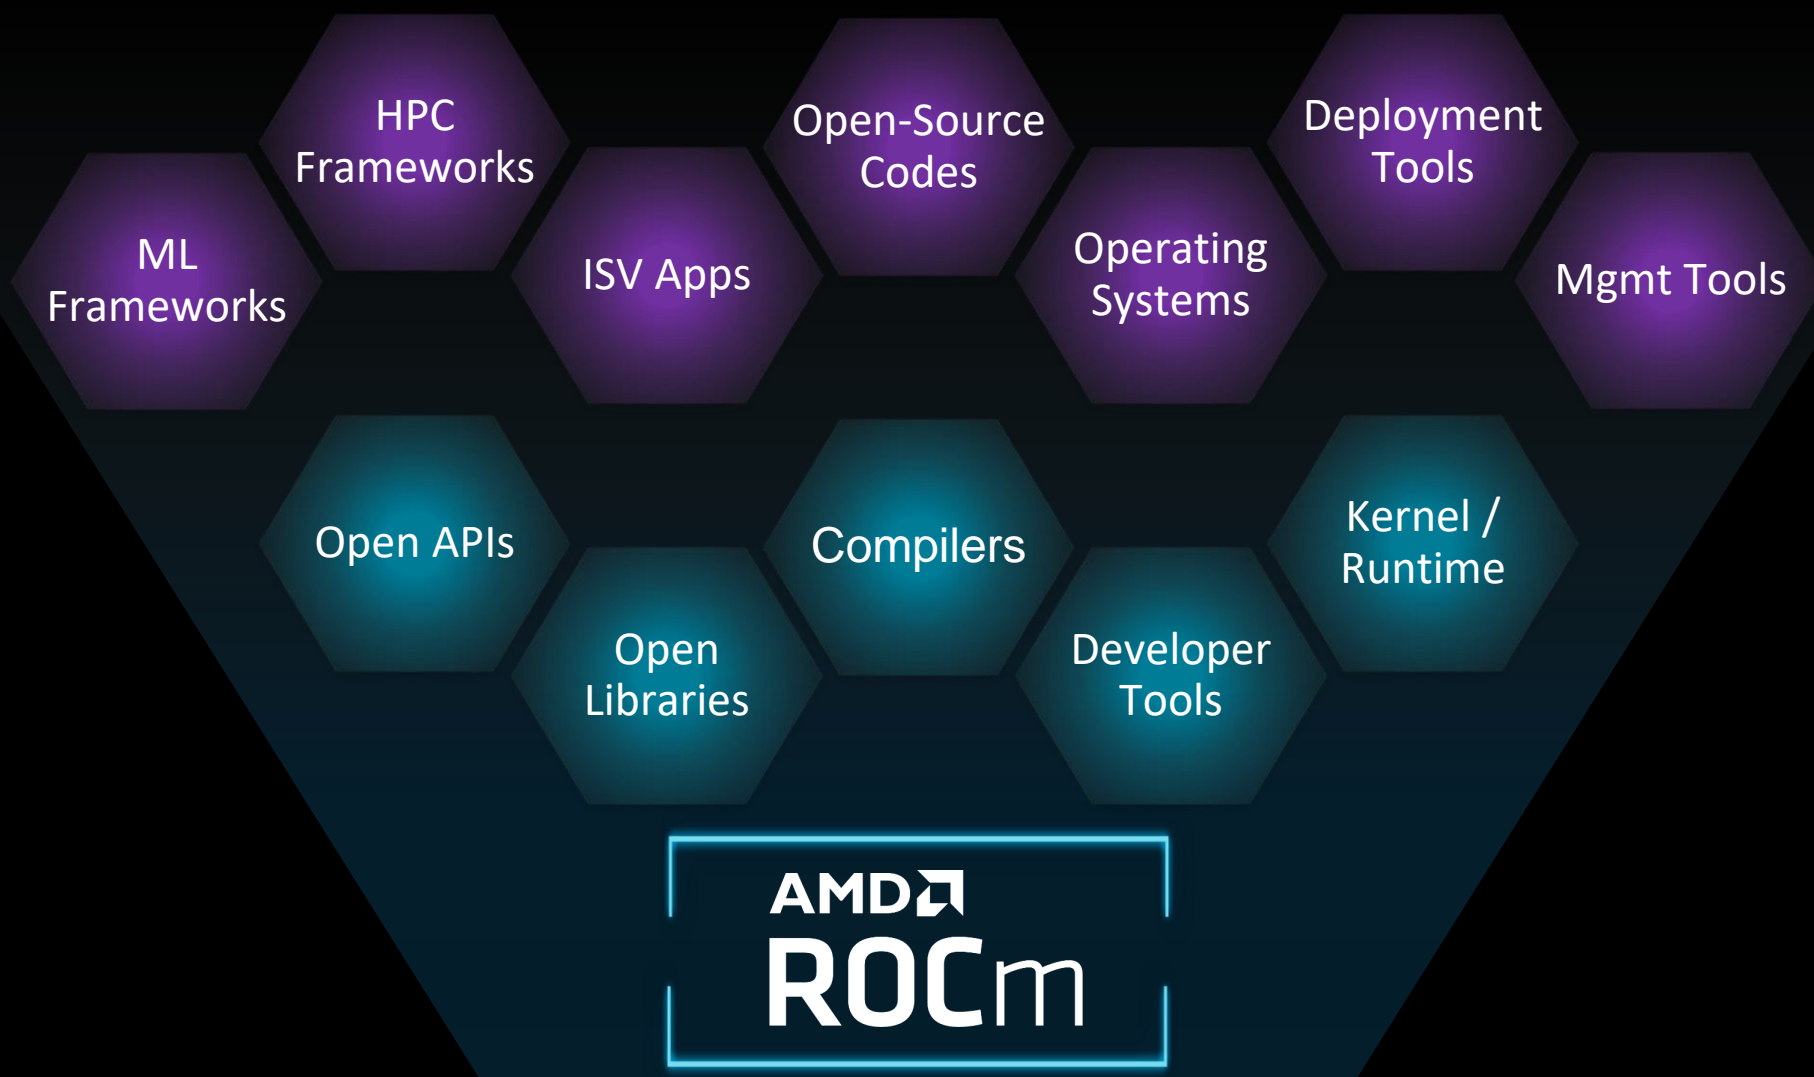 HPC
Frameworks
Open-Source
Codes
Deployment
Tools
ML
Frameworks
ISV Apps
Operating
Systems
Mgmt Tools
Open APIs
Compilers
Kernel /
Runtime
Open
Libraries
Developer
Tools
AMD
ROCm